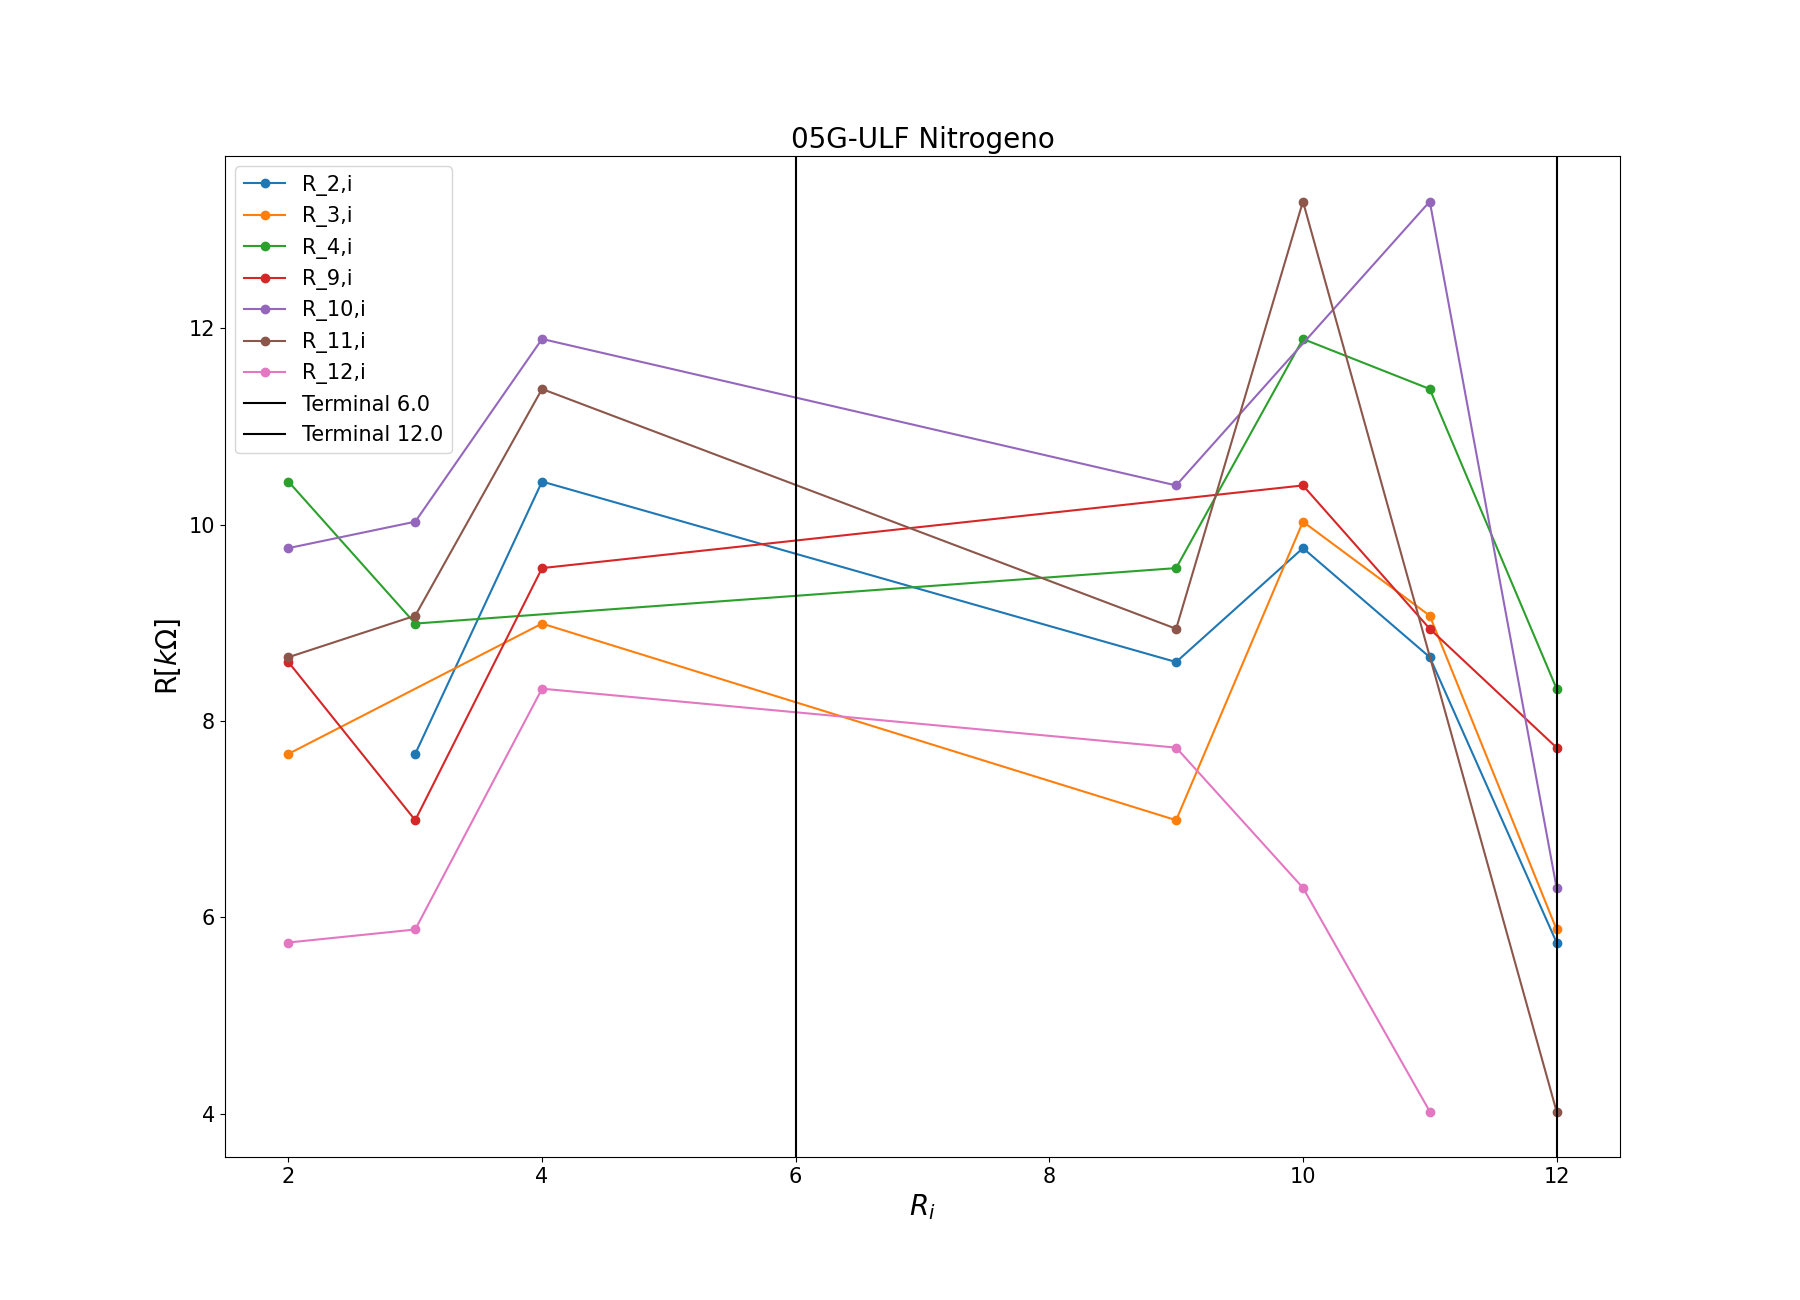 05G-ULF Nitrogeno
R_2,i
R_3,i
R_4,i
R_9,i
R_10,i
R_11,i
R_12,i
Terminal 6.0
Terminal 12.0
12
10
8
6
4
R[kΩ]
2 4 6 8 10 12
R_i